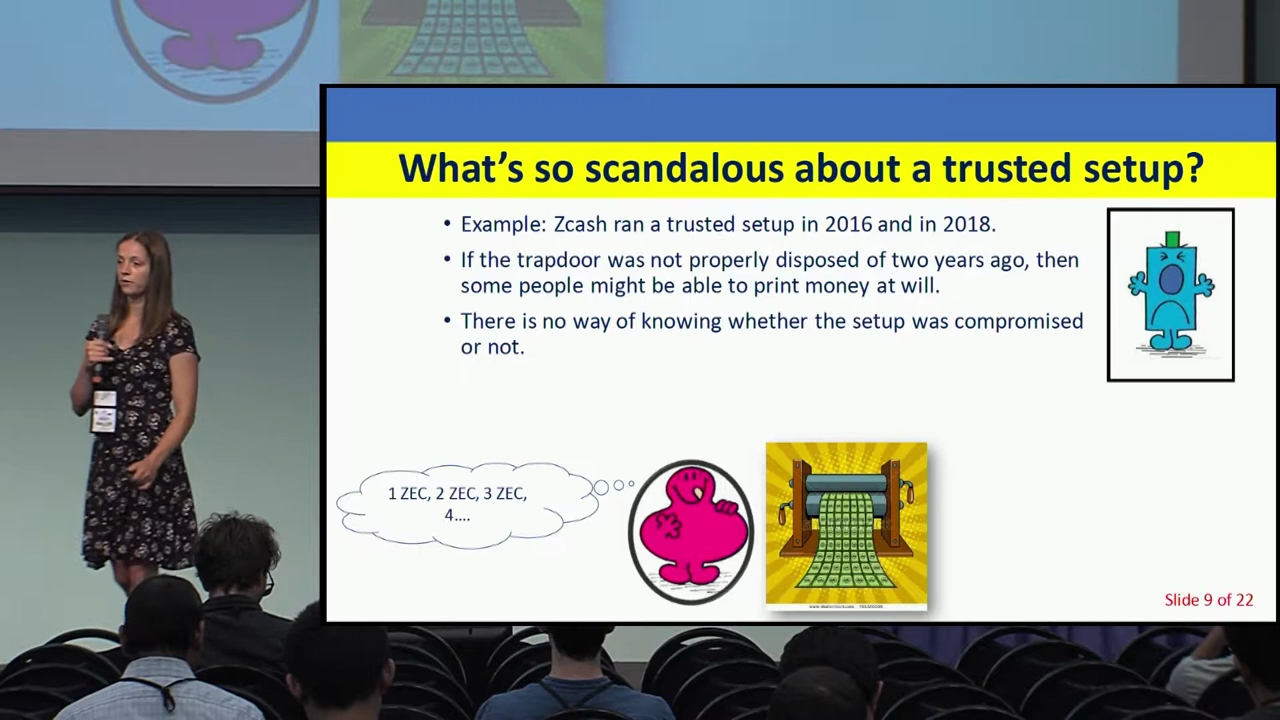 What's so scandalous about a trusted setup?
• Example: Zcash ran a trusted setup in 2016 and in 2018.
• If the trapdoor was not properly disposed of two years ago, then
some people might be able to print money at will.
• There is no way of knowing whether the setup was compromised
or not.
1 ZEC, 2 ZEC, 3 ZEC,
4....
Slide 9 of 22